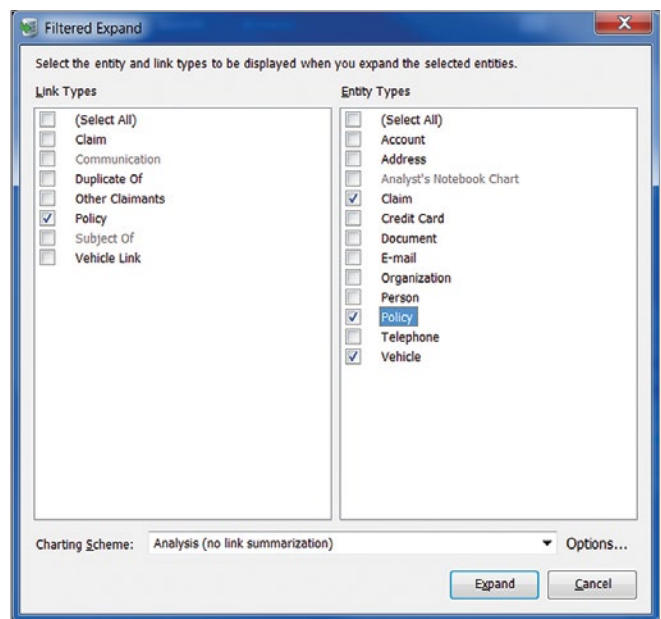 Filtered Expand
Select the entity and link types to be displayed when you expand the selected entities.
Link Types
(Select All)
Claim
Communication
Duplicate Of
Other Claimants
Policy
Subject Of
Vehicle Link
Entity Types
(Select All)
Account
Address
Analyst's Notebook Chart
Claim
Credit Card
Document
E-mail
Organization
Person
Policy
Telephone
Vehicle
Charting Scheme: Analysis (no link summarization) Options...
Expand Cancel